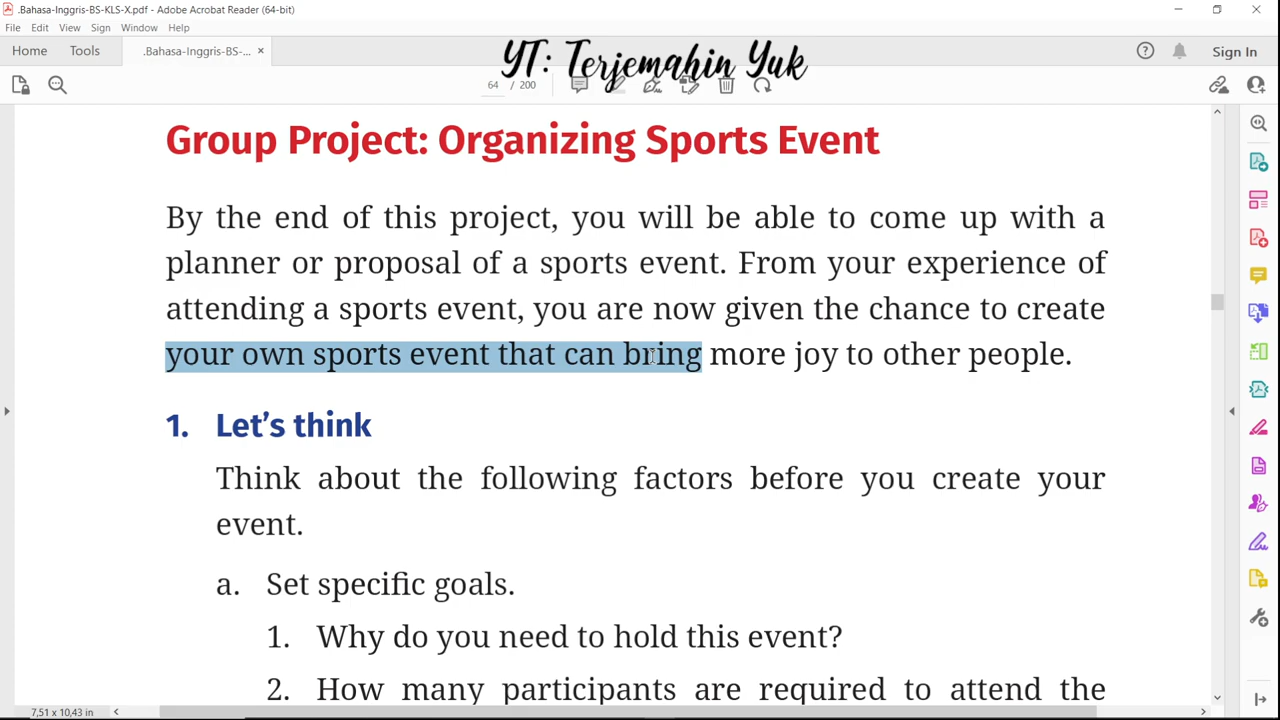 .Bahasa-Inggris-BS-KLS-X.pdf - Adobe Acrobat Reader (64-bit)
File Edit View Sign Window Help
Home Tools .Bahasa-Inggris-BS-... × Sign In
YT: Terjemahin Yuk
64 / 200
Group Project: Organizing Sports Event
By the end of this project, you will be able to come up with a
planner or proposal of a sports event. From your experience of
attending a sports event, you are now given the chance to create
your own sports event that can bring more joy to other people.
1. Let’s think
Think about the following factors before you create your
event.
a. Set specific goals.
1. Why do you need to hold this event?
2. How many participants are required to attend the
7,51 x 10,43 in